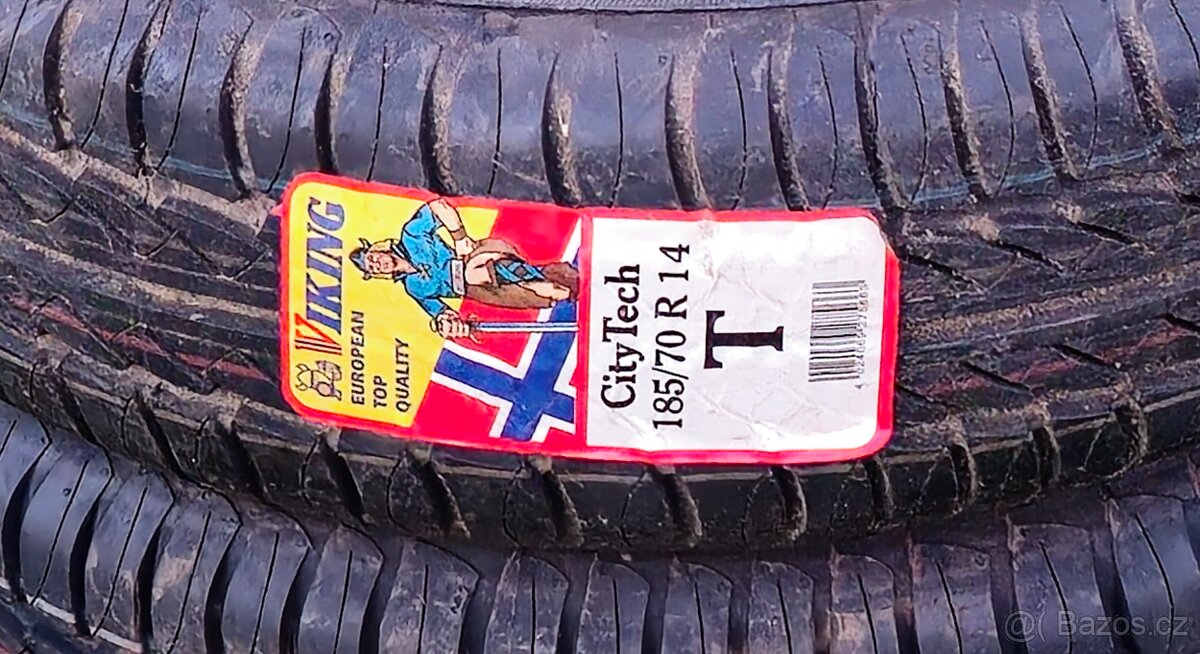 VIKING
EUROPEAN
TOP
QUALITY
CityTech
185/70 R 14
T
@( Bazos.cz